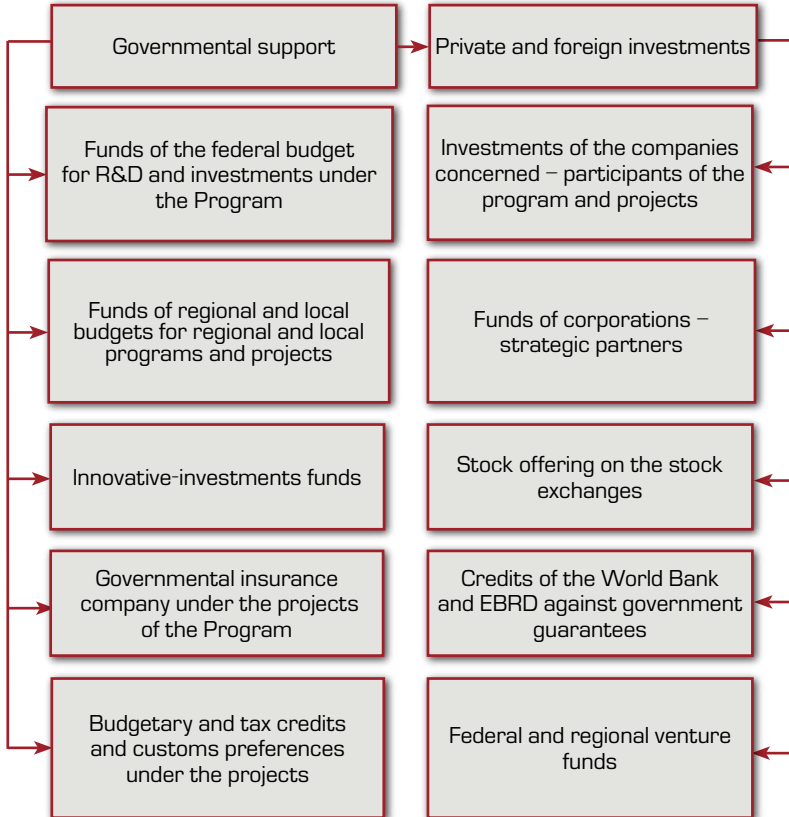 Governmental support
Private and foreign investments
Funds of the federal budget
for R&D and investments under
the Program
Investments of the companies
concerned – participants of the
program and projects
Funds of regional and local
budgets for regional and local
programs and projects
Funds of corporations –
strategic partners
Innovative-investments funds
Stock offering on the stock
exchanges
Governmental insurance
company under the projects
of the Program
Credits of the World Bank
and EBRD against government
guarantees
Budgetary and tax credits
and customs preferences
under the projects
Federal and regional venture
funds